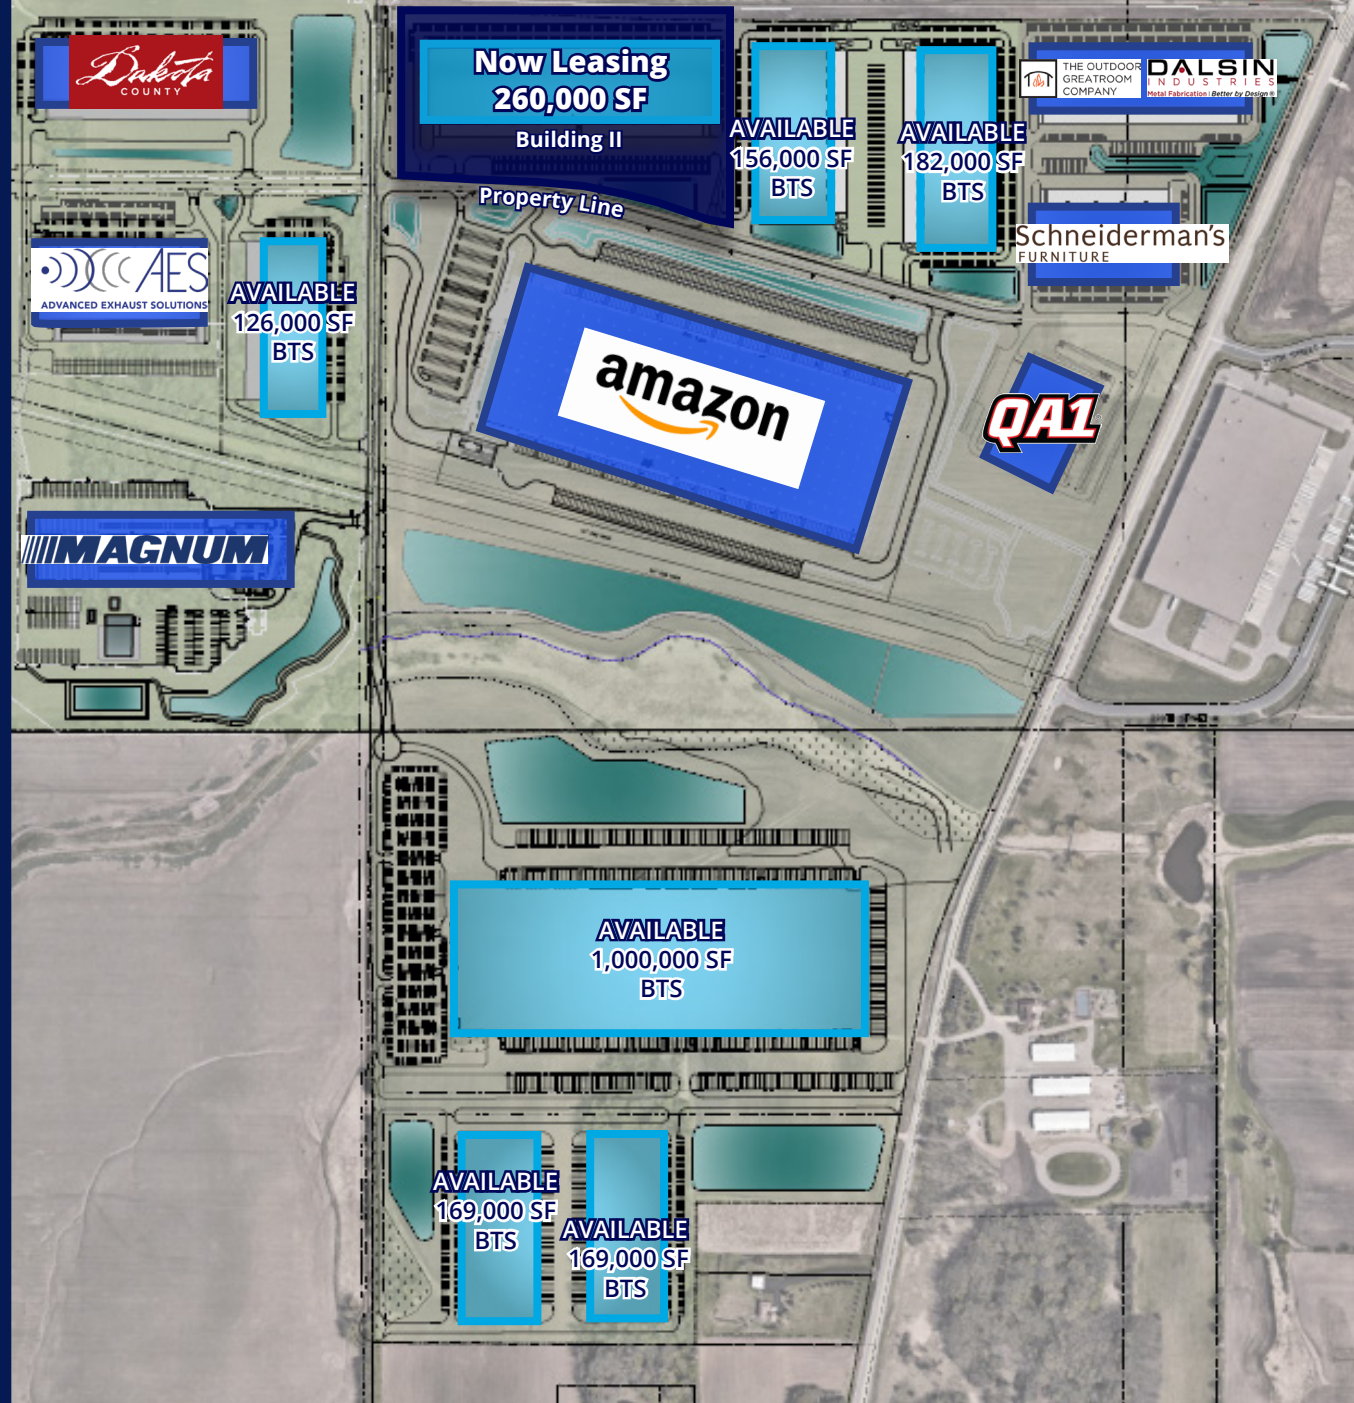 Dakota
COUNTY
Now Leasing
260,000 SF
Building II
Property Line
AVAILABLE
156,000 SF
BTS
AVAILABLE
182,000 SF
BTS
THE OUTDOOR
GREATROOM
COMPANY
DALSIN
INDUSTRIES
Metal Fabrication | Better by Design®
Schneiderman's
FURNITURE
AES
ADVANCED EXHAUST SOLUTIONS
AVAILABLE
126,000 SF
BTS
amazon
QA1
MAGNUM
AVAILABLE
1,000,000 SF
BTS
AVAILABLE
169,000 SF
BTS
AVAILABLE
169,000 SF
BTS